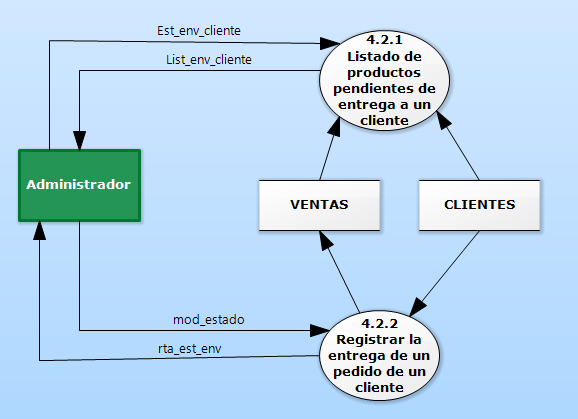 Est_env_cliente
List_env_cliente
4.2.1
Listado de
productos
pendientes de
entrega a un
cliente
Administrador
VENTAS
CLIENTES
mod_estado
rta_est_env
4.2.2
Registrar la
entrega de un
pedido de un
cliente